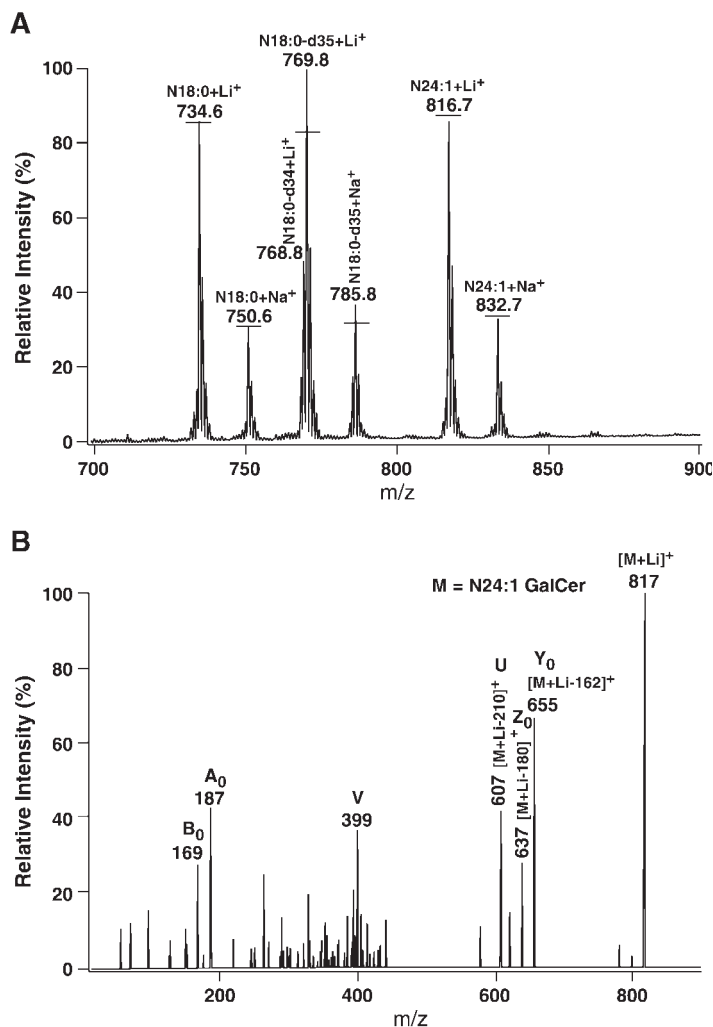 A
N18:0-d35+Li⁺
769.8
N18:0+Li⁺
734.6
N24:1+Li⁺
816.7
N18:0-d34+Li⁺
768.8
N18:0-d35+Na⁺
785.8
N18:0+Na⁺
750.6
N24:1+Na⁺
832.7
Relative Intensity (%)
100
80
60
40
20
0
700
750
800
850
900
m/z
B
[M+Li]⁺
817
M = N24:1 GalCer
U
607 [M+Li-210]⁺
Y₀
[M+Li-162]⁺
655
Z₀
637 [M+Li-180]⁺
A₀
187
B₀
169
V
399
Relative Intensity (%)
100
80
60
40
20
0
200
400
600
800
m/z